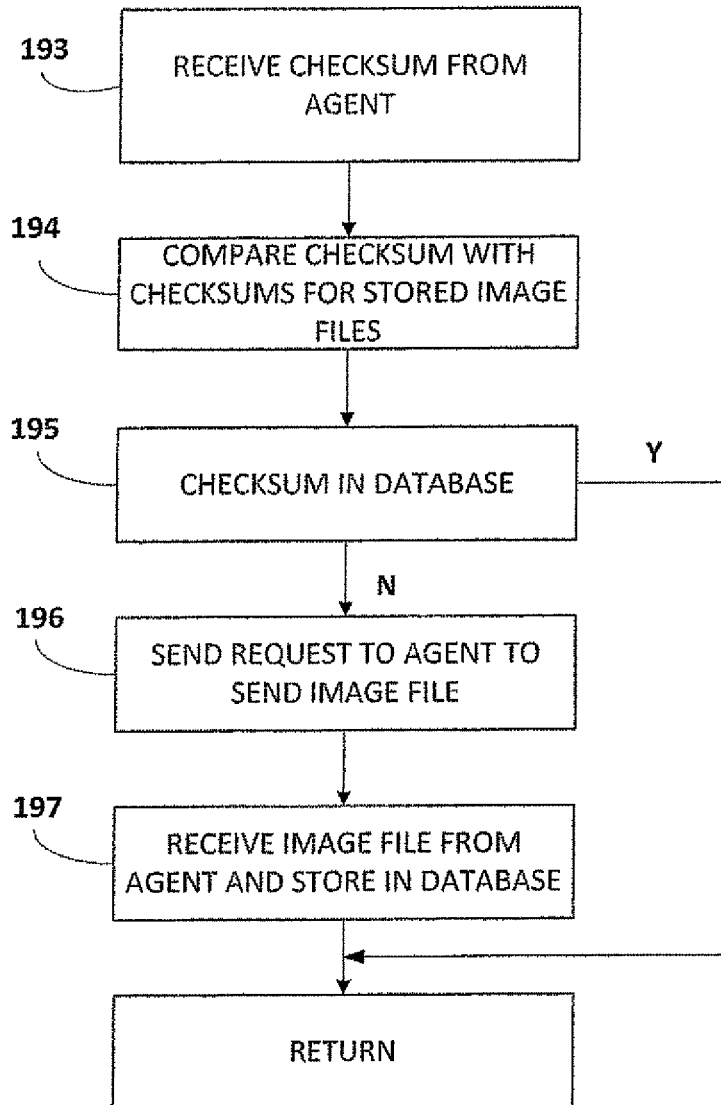 193
RECEIVE CHECKSUM FROM
AGENT
194
COMPARE CHECKSUM WITH
CHECKSUMS FOR STORED IMAGE
FILES
195
CHECKSUM IN DATABASE
Y
N
196
SEND REQUEST TO AGENT TO
SEND IMAGE FILE
197
RECEIVE IMAGE FILE FROM
AGENT AND STORE IN DATABASE
RETURN